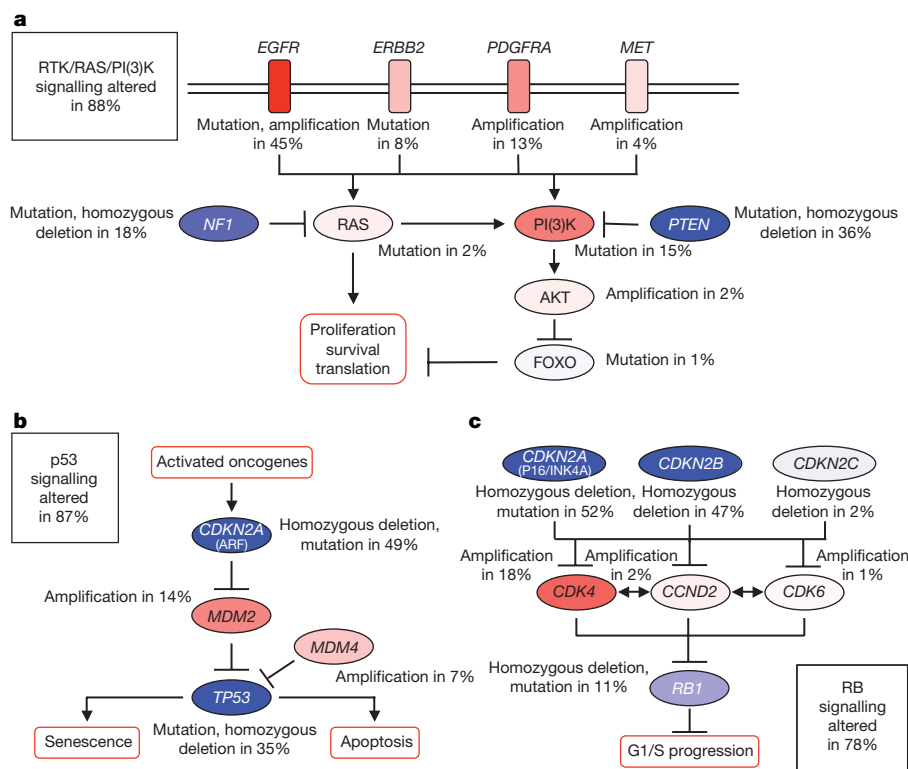 a
RTK/RAS/PI(3)K
signalling altered
in 88%
EGFR
ERBB2
PDGFRA
MET
Mutation, amplification
in 45%
Mutation
in 8%
Amplification
in 13%
Amplification
in 4%
Mutation, homozygous
deletion in 18%
NF1
RAS
Mutation in 2%
PI(3)K
Mutation in 15%
PTEN
Mutation, homozygous
deletion in 36%
AKT
Amplification in 2%
Proliferation
survival
translation
FOXO
Mutation in 1%
b
p53
signalling
altered
in 87%
Activated oncogenes
CDKN2A
(ARF)
Homozygous deletion,
mutation in 49%
Amplification in 14%
MDM2
MDM4
Amplification in 7%
TP53
Senescence
Mutation, homozygous
deletion in 35%
Apoptosis
c
CDKN2A
(P16/INK4A)
CDKN2B
CDKN2C
Homozygous deletion,
mutation in 52%
Homozygous
deletion in 47%
Homozygous
deletion in 2%
Amplification
in 18%
Amplification
in 2%
Amplification
in 1%
CDK4
CCND2
CDK6
Homozygous deletion,
mutation in 11%
RB1
G1/S progression
RB
signalling
altered
in 78%